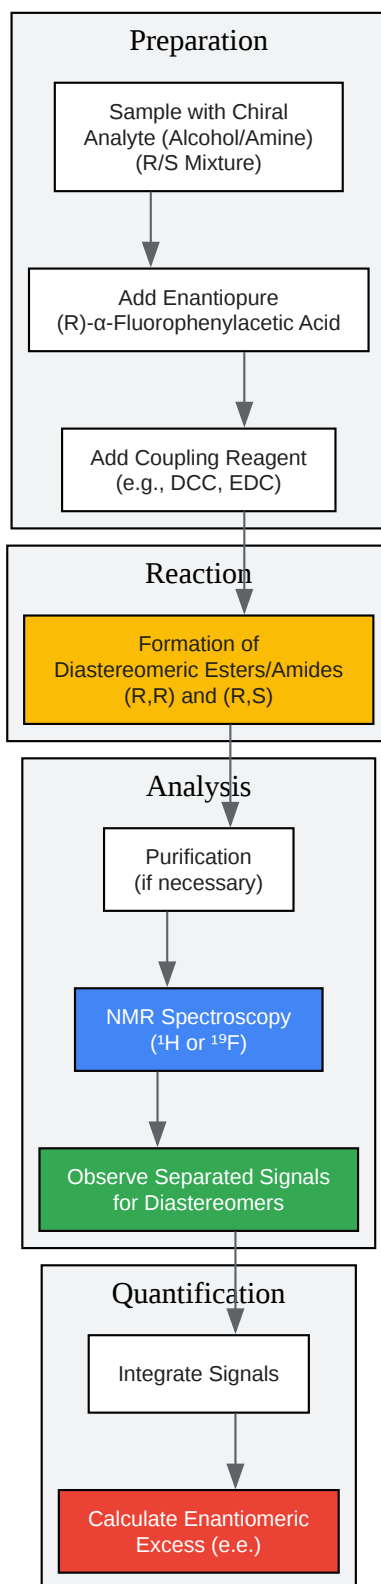 Preparation
Sample with Chiral
Analyte (Alcohol/Amine)
(R/S Mixture)
Add Enantiopure
(R)-α-Fluorophenylacetic Acid
Add Coupling Reagent
(e.g., DCC, EDC)
Reaction
Formation of
Diastereomeric Esters/Amides
(R,R) and (R,S)
Analysis
Purification
(if necessary)
NMR Spectroscopy
(¹H or ¹⁹F)
Observe Separated Signals
for Diastereomers
Quantification
Integrate Signals
Calculate Enantiomeric
Excess (e.e.)